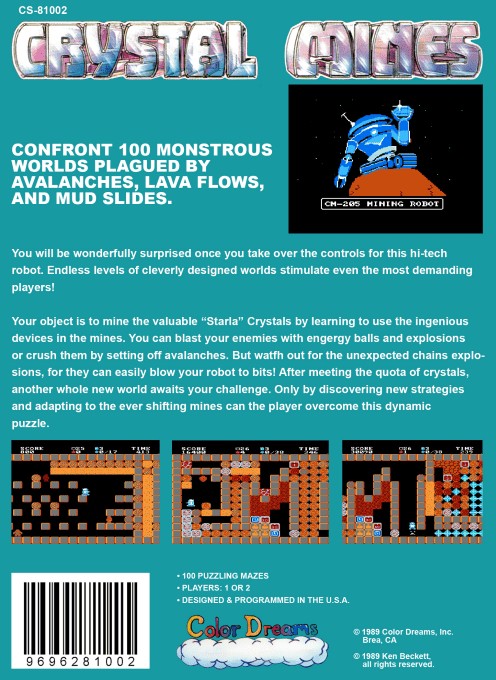 CS-81002
CRYSTAL MINES
CONFRONT 100 MONSTROUS
WORLDS PLAGUED BY
AVALANCHES, LAVA FLOWS,
AND MUD SLIDES.
CM-205 MINING ROBOT
You will be wonderfully surprised once you take over the controls for this hi-tech
robot. Endless levels of cleverly designed worlds stimulate even the most demanding
players!
Your object is to mine the valuable “Starla” Crystals by learning to use the ingenious
devices in the mines. You can blast your enemies with engergy balls and explosions
or crush them by setting off avalanches. But watfh out for the unexpected chains explo-
sions, for they can easily blow your robot to bits! After meeting the quota of crystals,
another whole new world awaits your challenge. Only by discovering new strategies
and adapting to the ever shifting mines can the player overcome this dynamic
puzzle.
SCORE TIME
800 413
SCORE TIME
16400 246
SCORE TIME
38090 239
• 100 PUZZLING MAZES
• PLAYERS: 1 OR 2
• DESIGNED & PROGRAMMED IN THE U.S.A.
Color Dreams
© 1989 Color Dreams, Inc.
Brea, CA
© 1989 Ken Beckett,
all rights reserved.
9696281002